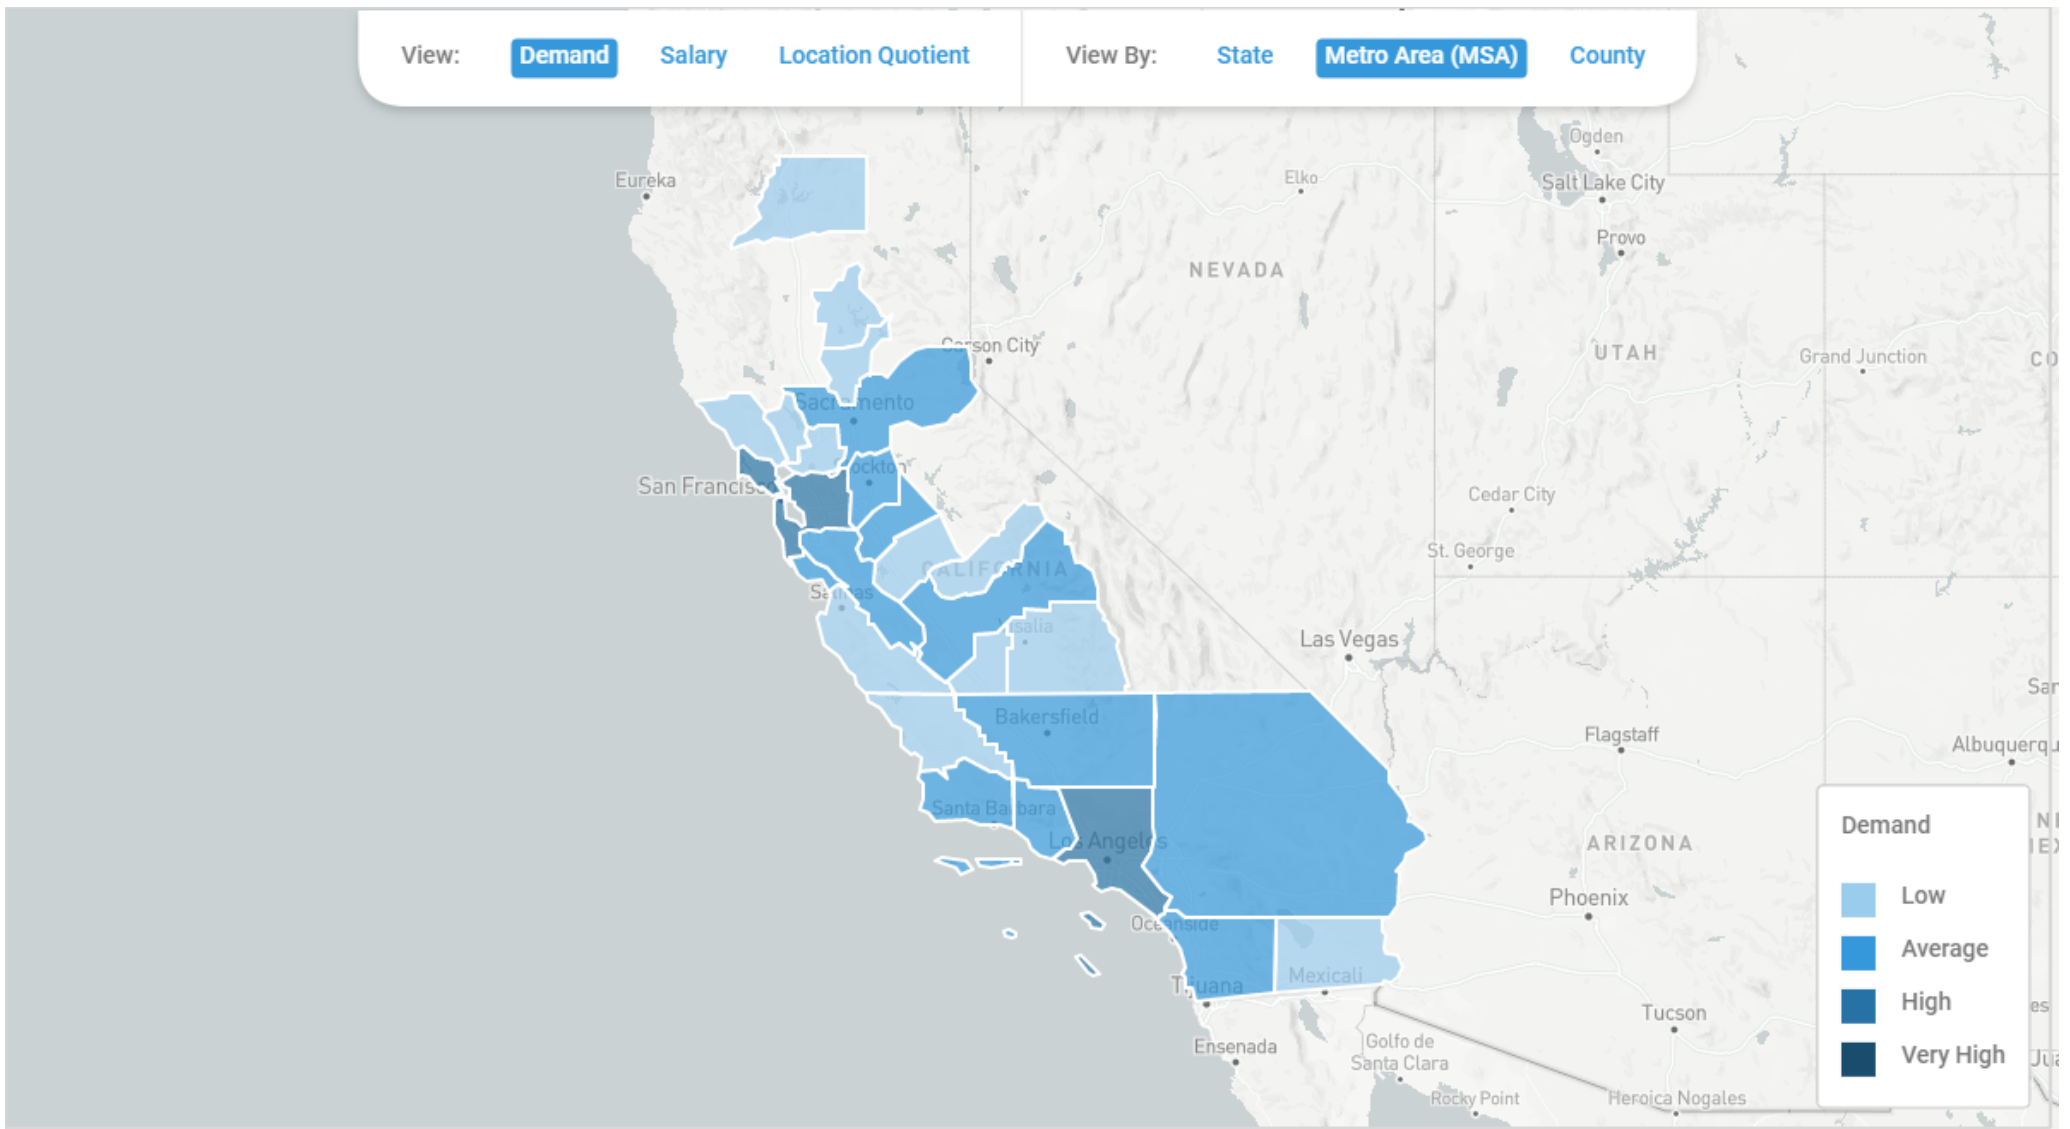 View: Demand Salary Location Quotient View By: State Metro Area (MSA) County
Ogden
Eureka
Elko
Salt Lake City
Provo
NEVADA
Carson City
UTAH
Grand Junction
CO
Sacramento
Stockton
San Francisco
Cedar City
St. George
CALIFORNIA
Salinas
Visalia
Las Vegas
Bakersfield
Flagstaff
Santa Barbara
Los Angeles
ARIZONA
Phoenix
Oceanside
Tijuana
Mexicali
Tucson
Ensenada
Golfo de
Santa Clara
Rocky Point
Heroica Nogales
Demand
Low
Average
High
Very High